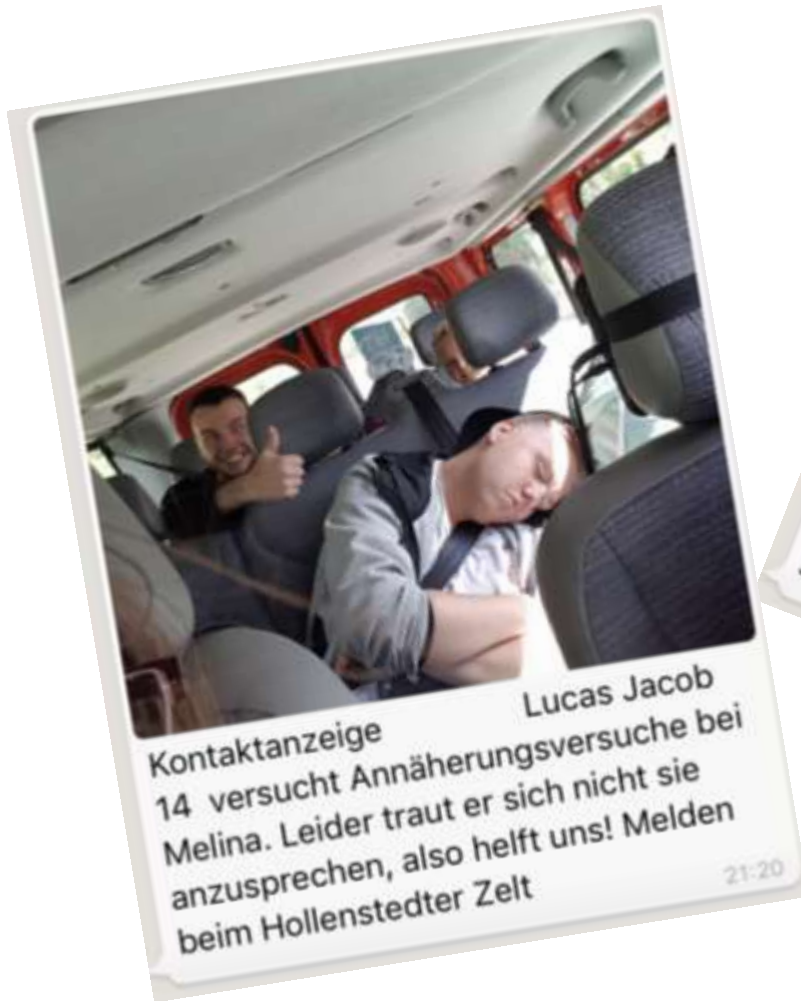 Kontaktanzeige Lucas Jacob
14 versucht Annäherungsversuche bei
Melina. Leider traut er sich nicht sie
anzusprechen, also helft uns! Melden
beim Hollenstedter Zelt
21:20